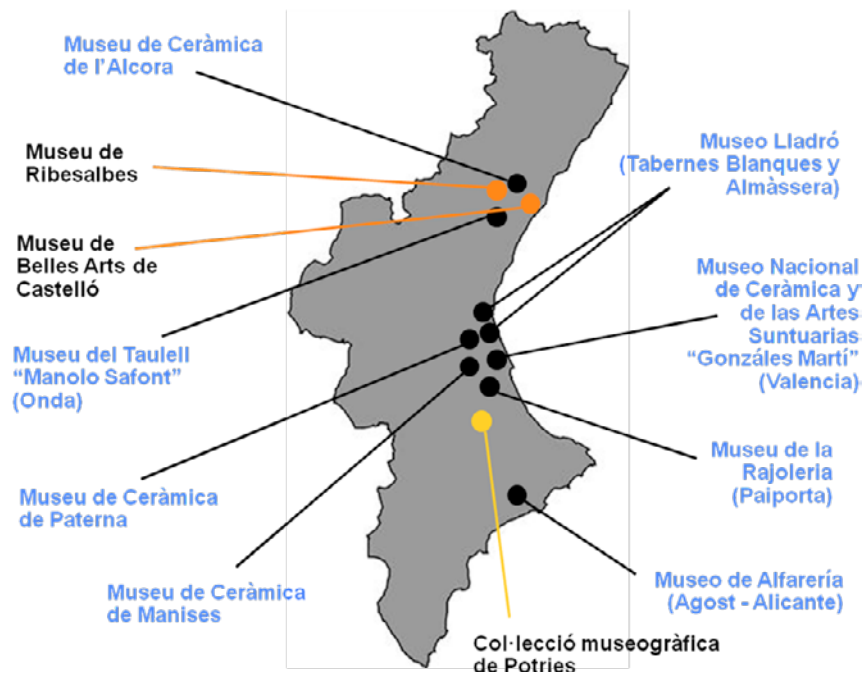 Museu de Ceràmica
de l'Alcora
Museu de
Ribesalbes
Museu de
Belles Arts de
Castelló
Museu del Taulell
“Manolo Safont”
(Onda)
Museu de Ceràmica
de Paterna
Museu de Ceràmica
de Manises
Museo Lladró
(Tabernes Blanques y
Almàssera)
Museo Nacional
de Ceràmica y
de las Artes
Suntuarias
“Gonzáles Martí”
(Valencia)
Museu de la
Rajoleria
(Paiporta)
Museo de Alfarería
(Agost - Alicante)
Col·lecció museogràfica
de Potries